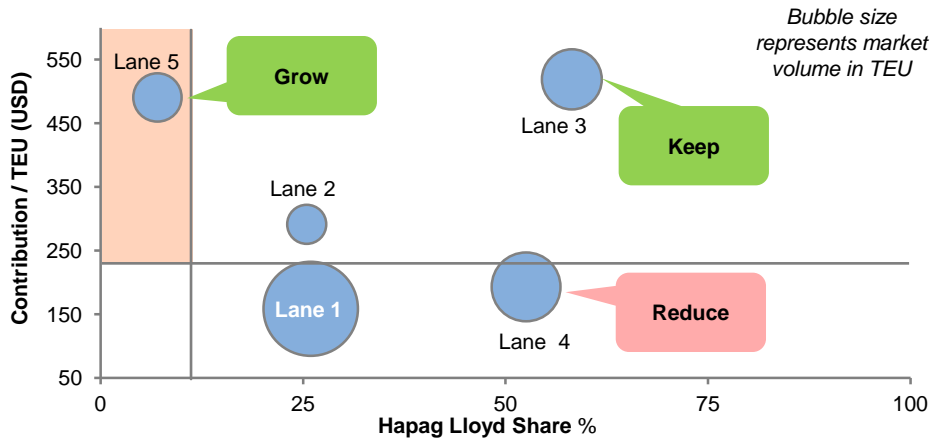 Bubble size
represents market
volume in TEU
Contribution / TEU (USD)
550
450
350
250
150
50
Lane 5
Grow
Lane 3
Keep
Lane 2
Lane 1
Lane  4
Reduce
0
25
50
75
100
Hapag Lloyd Share %